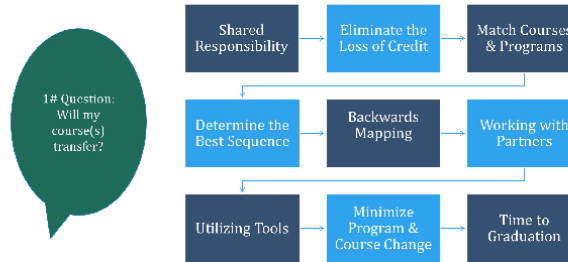 1# Question:
Will my
course(s)
transfer?
Shared
Responsibility
Eliminate the
Loss of Credit
Match Courses
& Programs
Determine the
Best Sequence
Backwards
Mapping
Working with
Partners
Utilizing Tools
Minimize
Program &
Course Change
Time to
Graduation